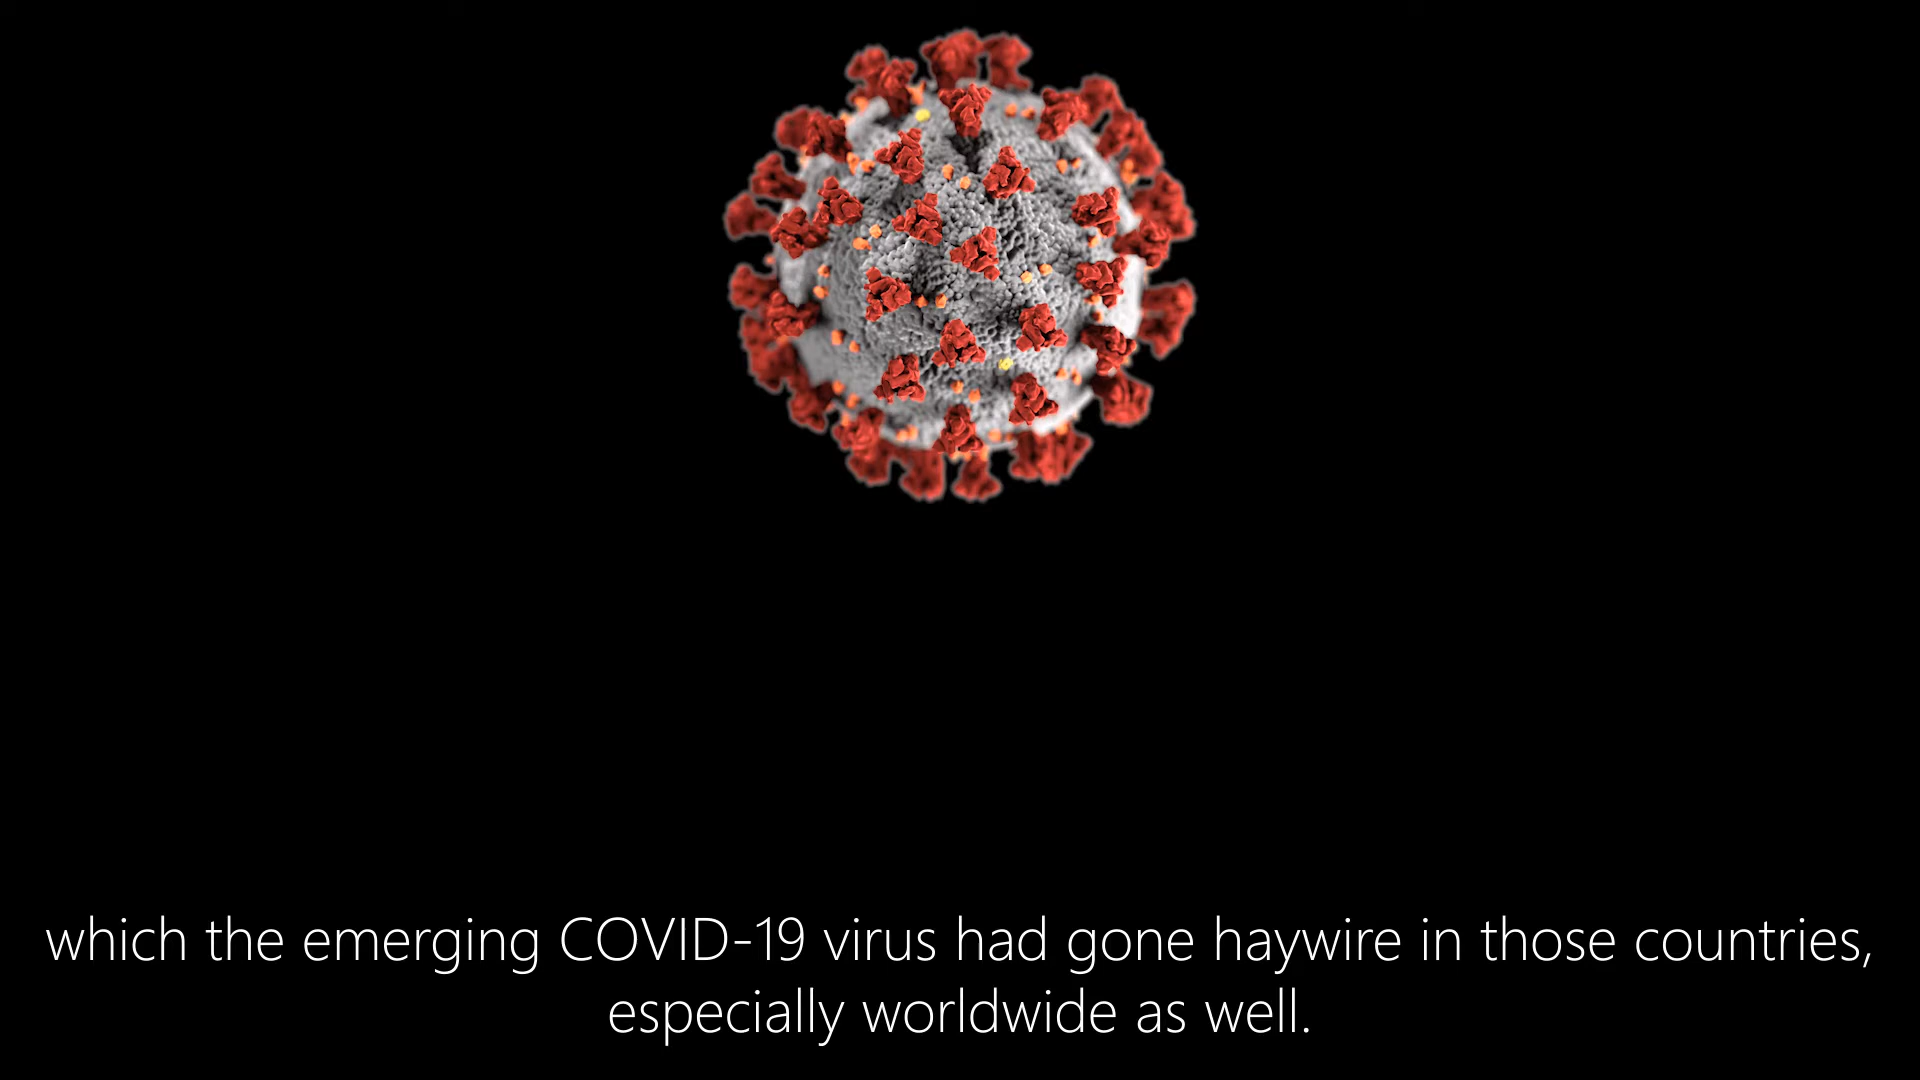 which the emerging COVID-19 virus had gone haywire in those countries,
especially worldwide as well.